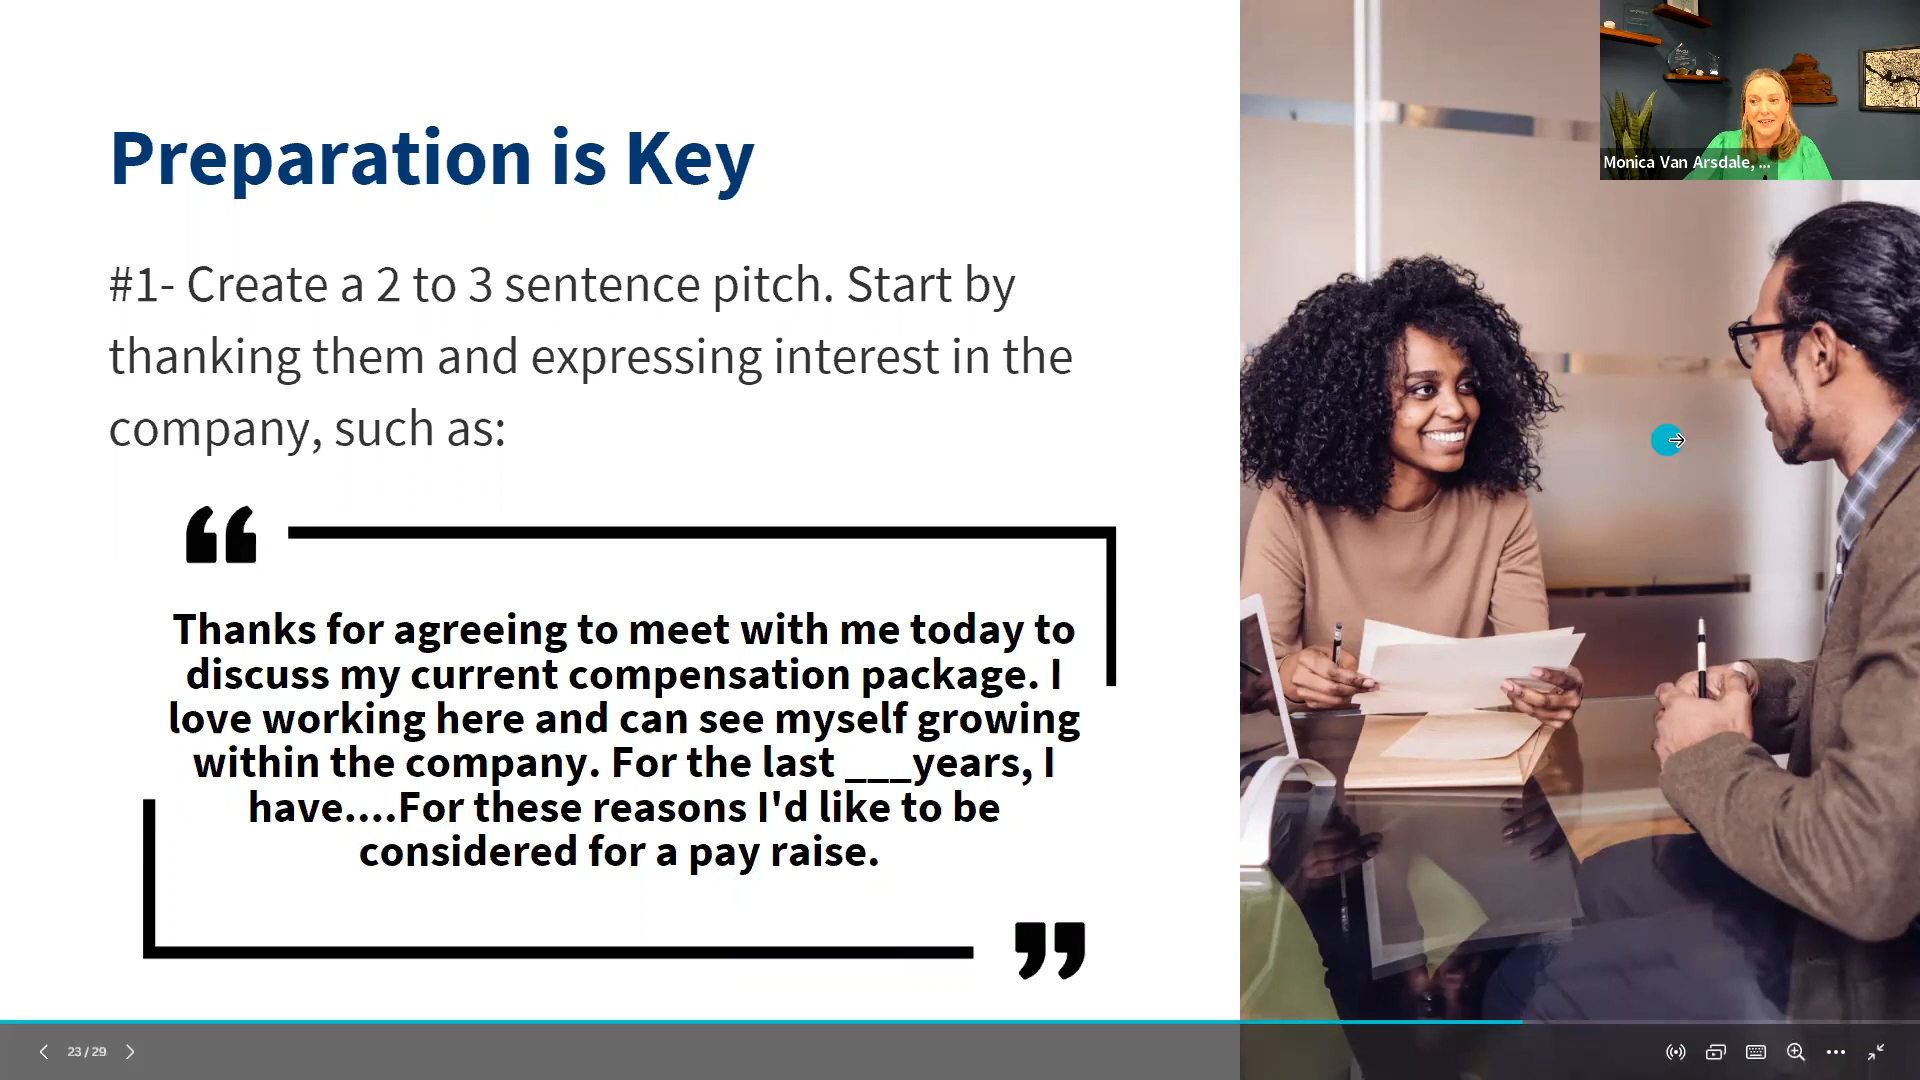 Preparation is Key
#1- Create a 2 to 3 sentence pitch. Start by
thanking them and expressing interest in the
company, such as:
“
Thanks for agreeing to meet with me today to
discuss my current compensation package. I
love working here and can see myself growing
within the company. For the last ___years, I
have....For these reasons I'd like to be
considered for a pay raise.
”
Monica Van Arsdale, ...
23 / 29